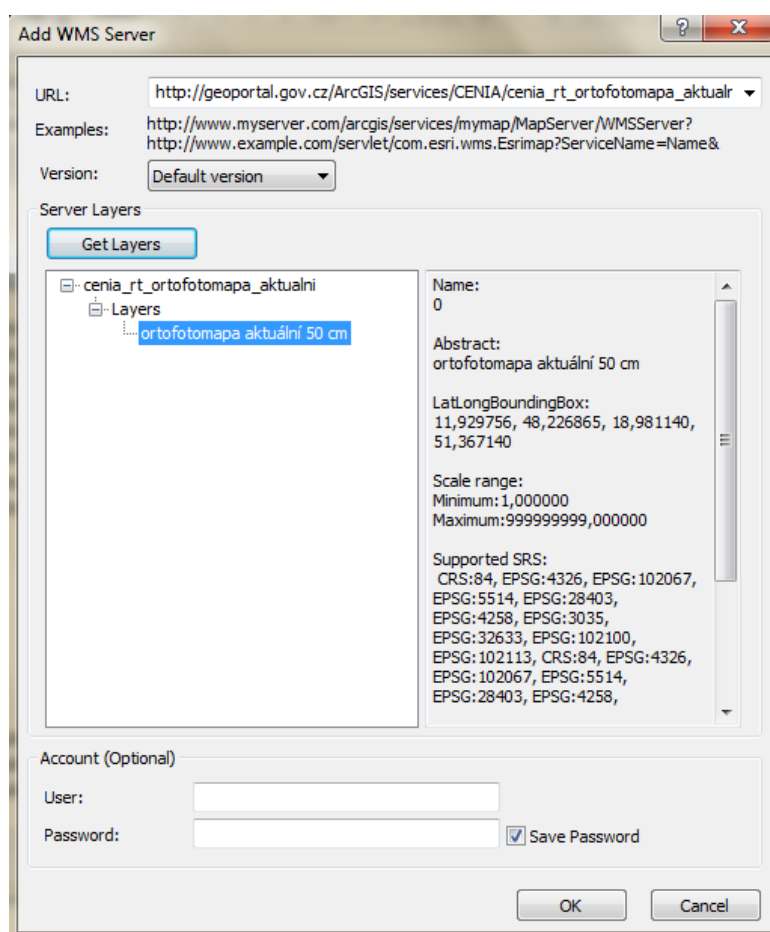 Add WMS Server
URL:
http://geoportal.gov.cz/ArcGIS/services/CENIA/cenia_rt_ortofotomapa_aktualr
Examples:
http://www.myserver.com/arcgis/services/mymap/MapServer/WMSServer?
http://www.example.com/servlet/com.esri.wms.Esrimap?ServiceName=Name&
Version:
Default version
Server Layers
Get Layers
cenia_rt_ortofotomapa_aktualni
Layers
ortofotomapa aktuální 50 cm
Name:
0
Abstract:
ortofotomapa aktuální 50 cm
LatLongBoundingBox:
11,929756, 48,226865, 18,981140,
51,367140
Scale range:
Minimum:1,000000
Maximum:999999999,000000
Supported SRS:
CRS:84, EPSG:4326, EPSG:102067,
EPSG:5514, EPSG:28403,
EPSG:4258, EPSG:3035,
EPSG:32633, EPSG:102100,
EPSG:102113, CRS:84, EPSG:4326,
EPSG:102067, EPSG:5514,
EPSG:28403, EPSG:4258,
Account (Optional)
User:
Password:
Save Password
OK
Cancel